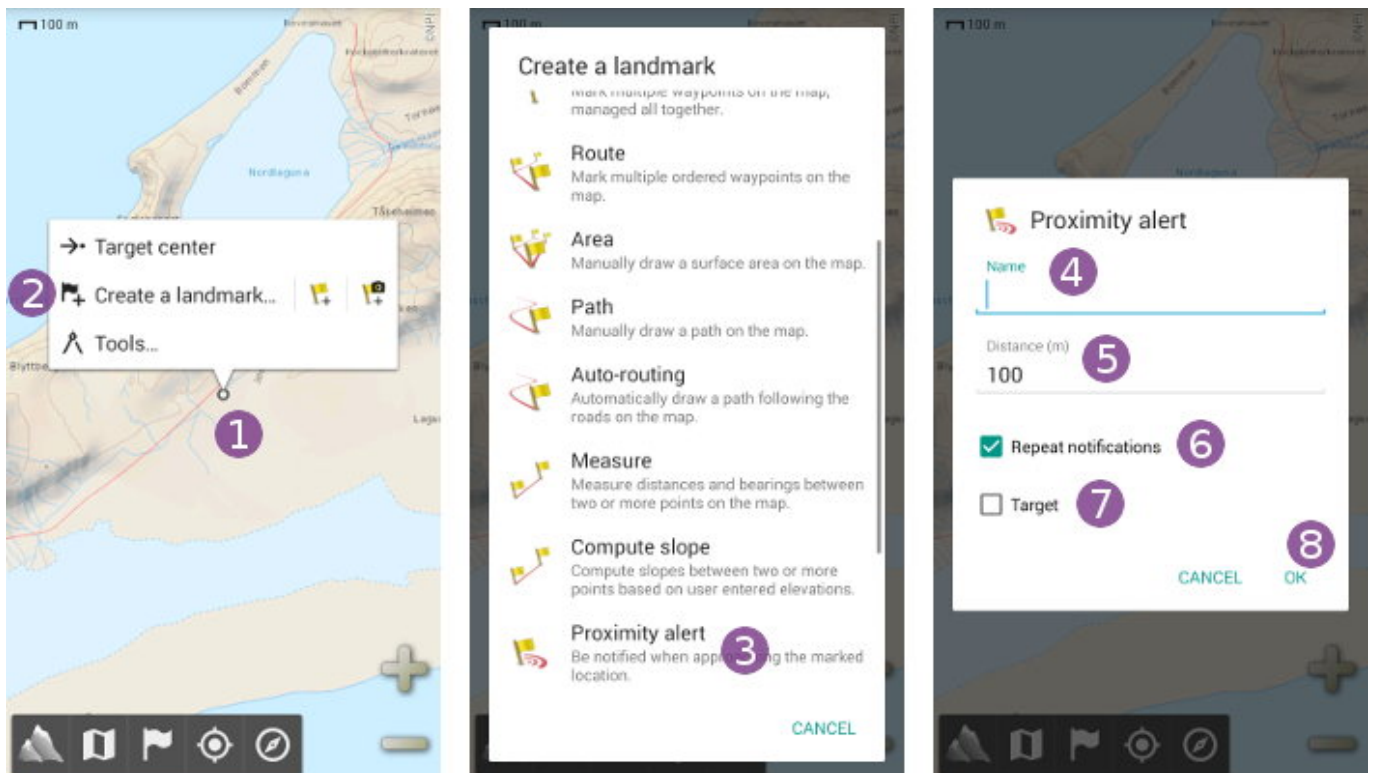 100 m
Nordlaguna
Target center
2
Create a landmark...
Tools...
1
100 m
Create a landmark
Mark multiple waypoints on the map,
managed all together.
Route
Mark multiple ordered waypoints on the
map.
Area
Manually draw a surface area on the map.
Path
Manually draw a path on the map.
Auto-routing
Automatically draw a path following the
roads on the map.
Measure
Measure distances and bearings between
two or more points on the map.
Compute slope
Compute slopes between two or more
points based on user entered elevations.
Proximity alert
3
Be notified when approaching the marked
location.
CANCEL
100 m
Proximity alert
Name
4
Distance (m)
5
100
Repeat notifications
6
Target
7
8
CANCEL
OK